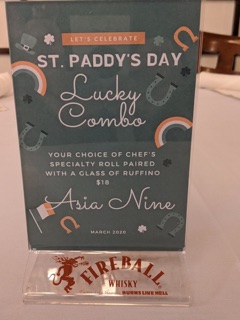 LET'S CELEBRATE
ST. PADDY'S DAY
Lucky
Combo
YOUR CHOICE OF CHEF'S
SPECIALTY ROLL PAIRED
WITH A GLASS OF RUFFINO
$18
Asia Nine
MARCH 2020
FIREBALL
WHISKY
BURNS LIKE HELL